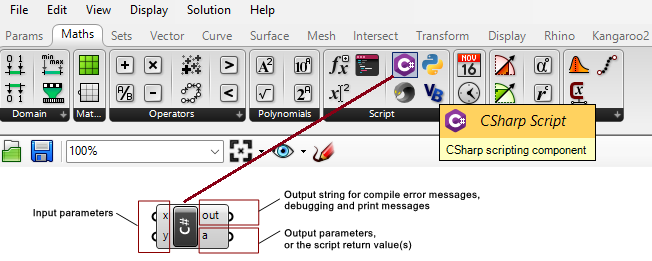 File Edit View Display Solution Help
Params Maths Sets Vector Curve Surface Mesh Intersect Transform Display Rhino Kangaroo2
Domain Mat... Operators Polynomials Script
CSharp Script
CSharp scripting component
100%
Output string for compile error messages,
debugging and print messages
Input parameters
x C# out
y a
Output parameters,
or the script return value(s)